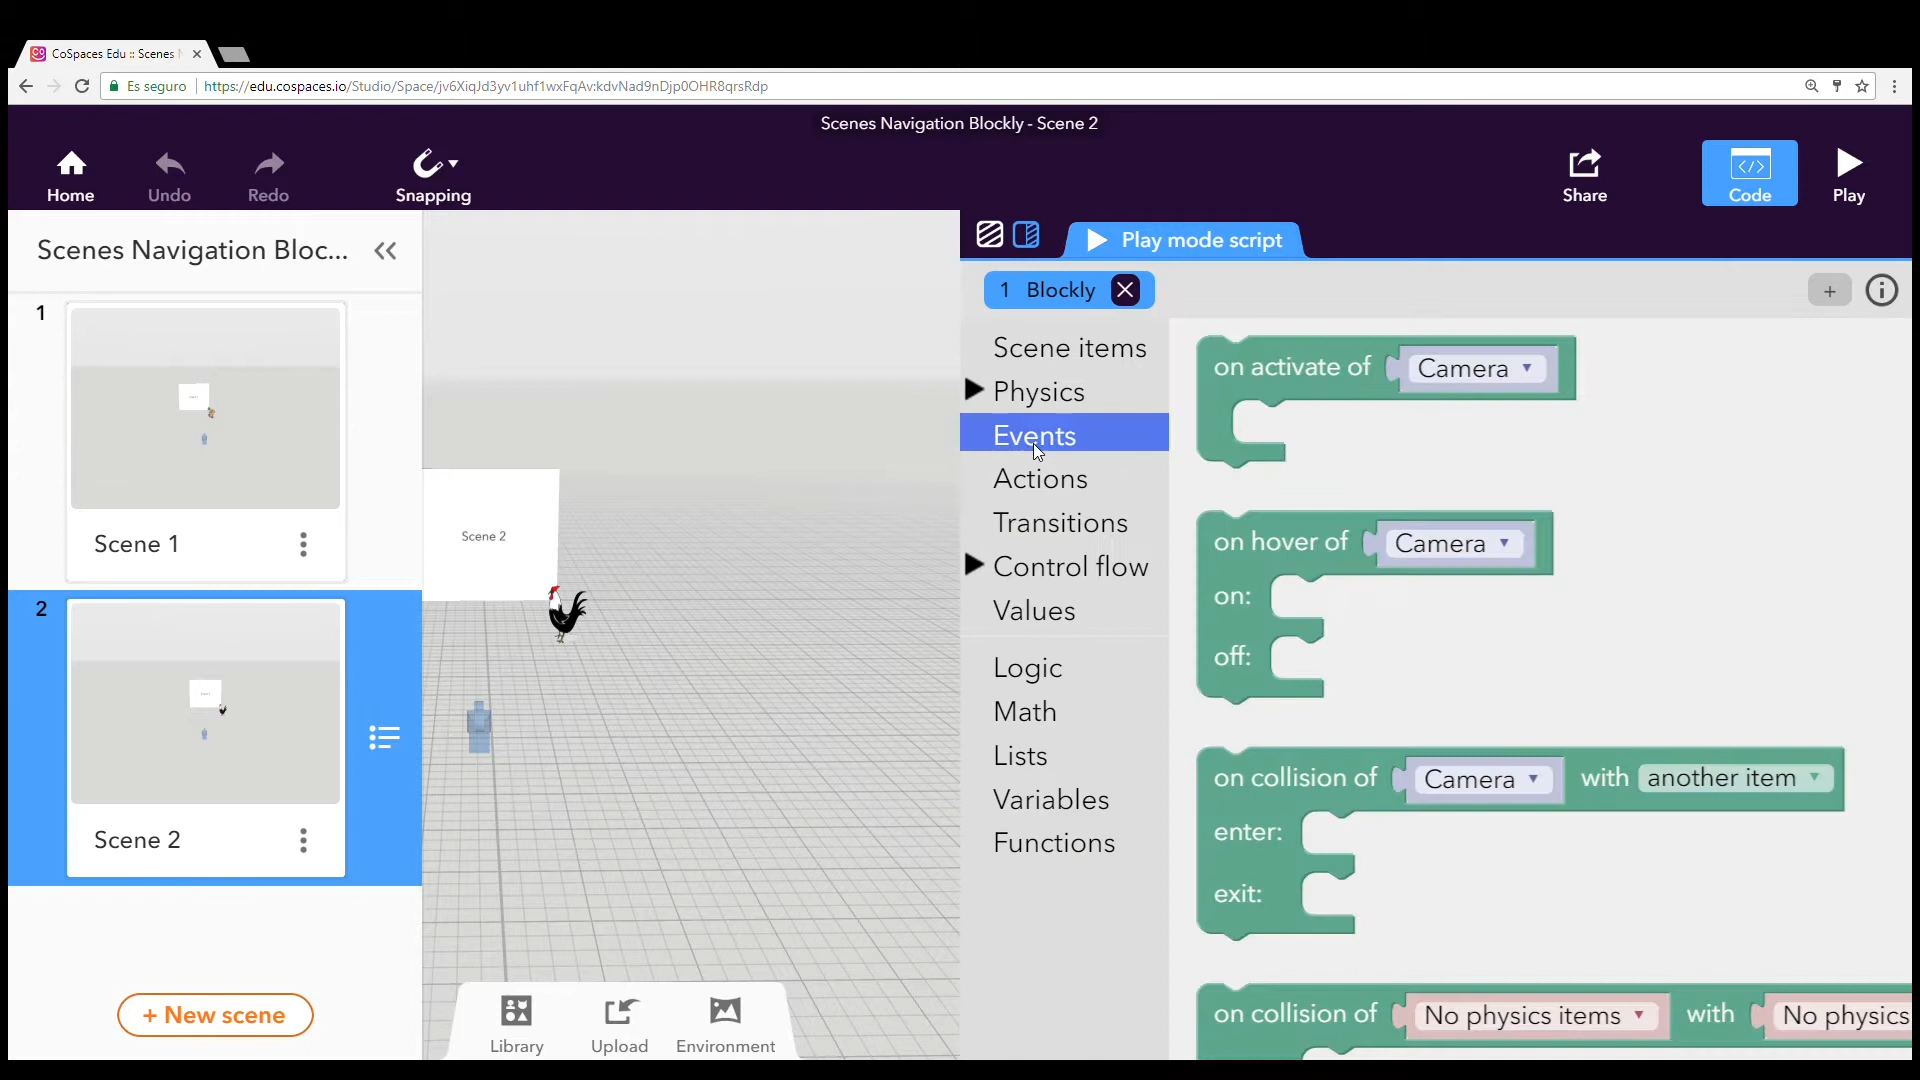 CoSpaces Edu :: Scenes
Es seguro
https://edu.cospaces.io/Studio/Space/jv6XiqJd3yv1uhf1wxFqAv:kdvNad9nDjp0OHR8qrsRdp
Scenes Navigation Blockly - Scene 2
Home
Undo
Redo
Snapping
Share
Code
Play
Scenes Navigation Bloc...
1
Scene 1
2
Scene 2
+ New scene
Scene 2
Library
Upload
Environment
Play mode script
1 Blockly
Scene items
Physics
Events
Actions
Transitions
Control flow
Values
Logic
Math
Lists
Variables
Functions
on activate of Camera
on hover of Camera
on:
off:
on collision of Camera with another item
enter:
exit:
on collision of No physics items with No physics